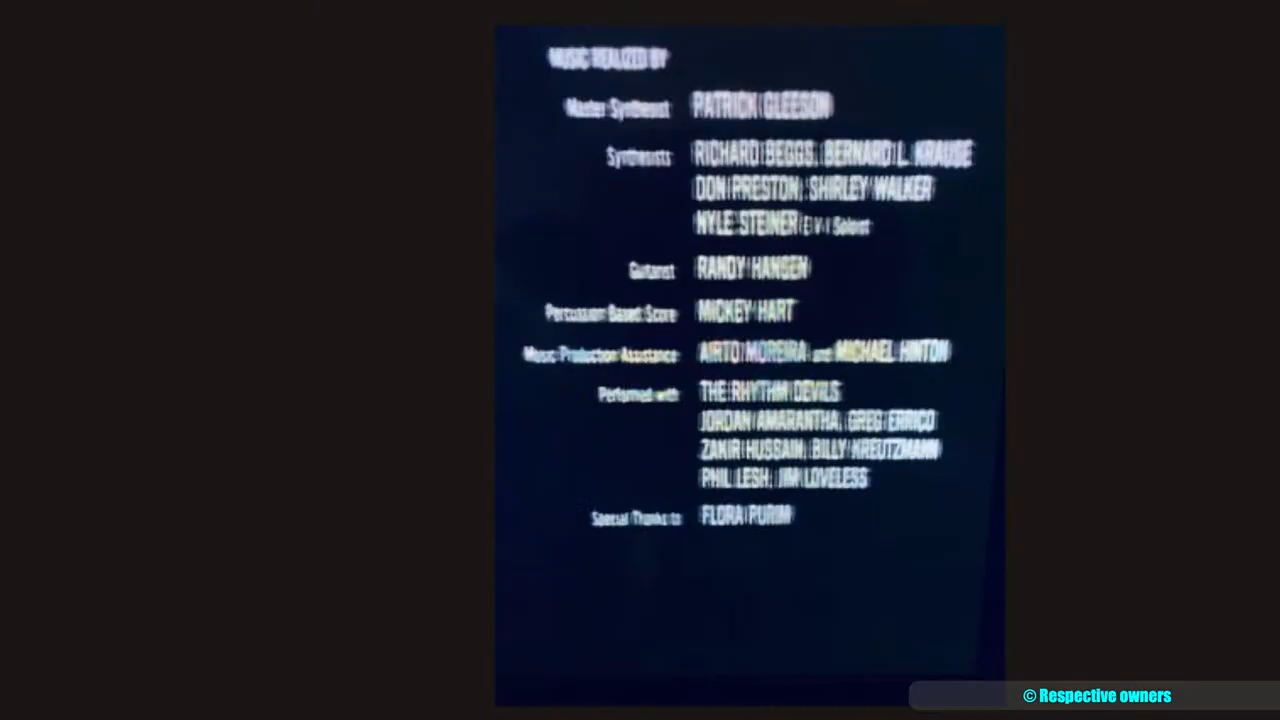 MUSIC REALIZED BY
Master Synthesist PATRICK GLEESON
Synthesists RICHARD BEGGS, BERNARD L. KRAUSE
DON PRESTON, SHIRLEY WALKER
NYLE STEINER E V I Soloist
Guitarist RANDY HANSEN
Percussion Based Score MICKEY HART
Music Production Assistance AIRTO MOREIRA and MICHAEL HINTON
Performed with THE RHYTHM DEVILS
JORDAN AMARANTHA, GREG ERRICO
ZAKIR HUSSAIN, BILLY KREUTZMANN
PHIL LESH, JIM LOVELESS
Special Thanks to FLORA PURIM
© Respective owners